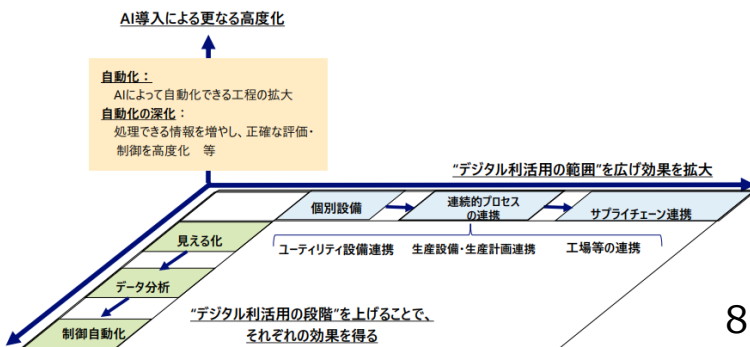 AI導入による更なる高度化
自動化：
AIによって自動化できる工程の拡大
自動化の深化：
処理できる情報を増やし、正確な評価・
制御を高度化　等
“デジタル利活用の範囲”を広げ効果を拡大
個別設備
連続的プロセス
の連携
サプライチェーン連携
見える化
ユーティリティ設備連携
生産設備・生産計画連携
工場等の連携
データ分析
“デジタル利活用の段階”を上げることで、
それぞれの効果を得る
制御自動化
8